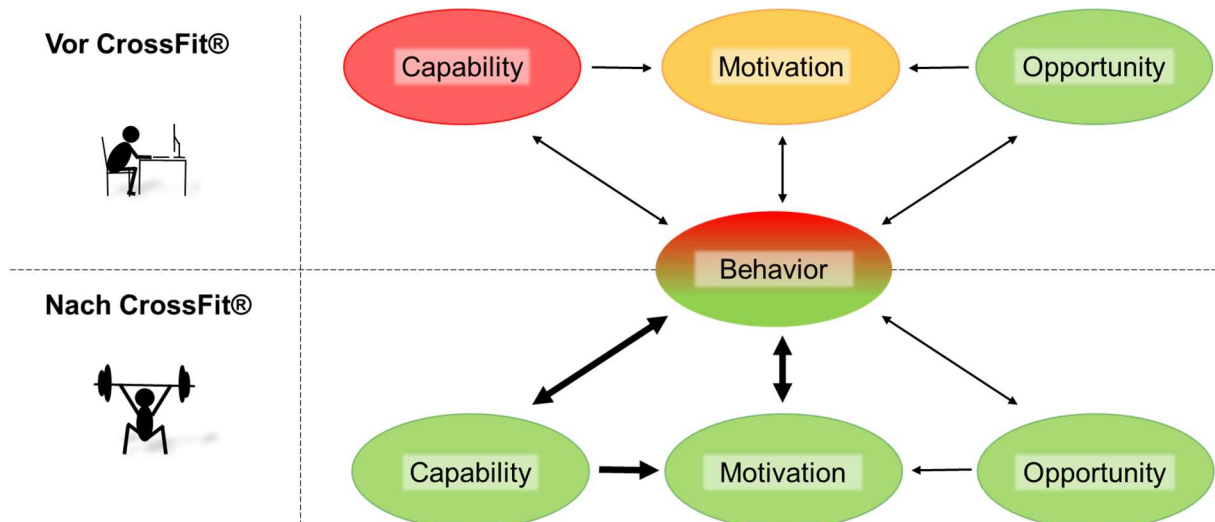 Vor CrossFit®
Capability
Motivation
Opportunity
Behavior
Nach CrossFit®
Capability
Motivation
Opportunity